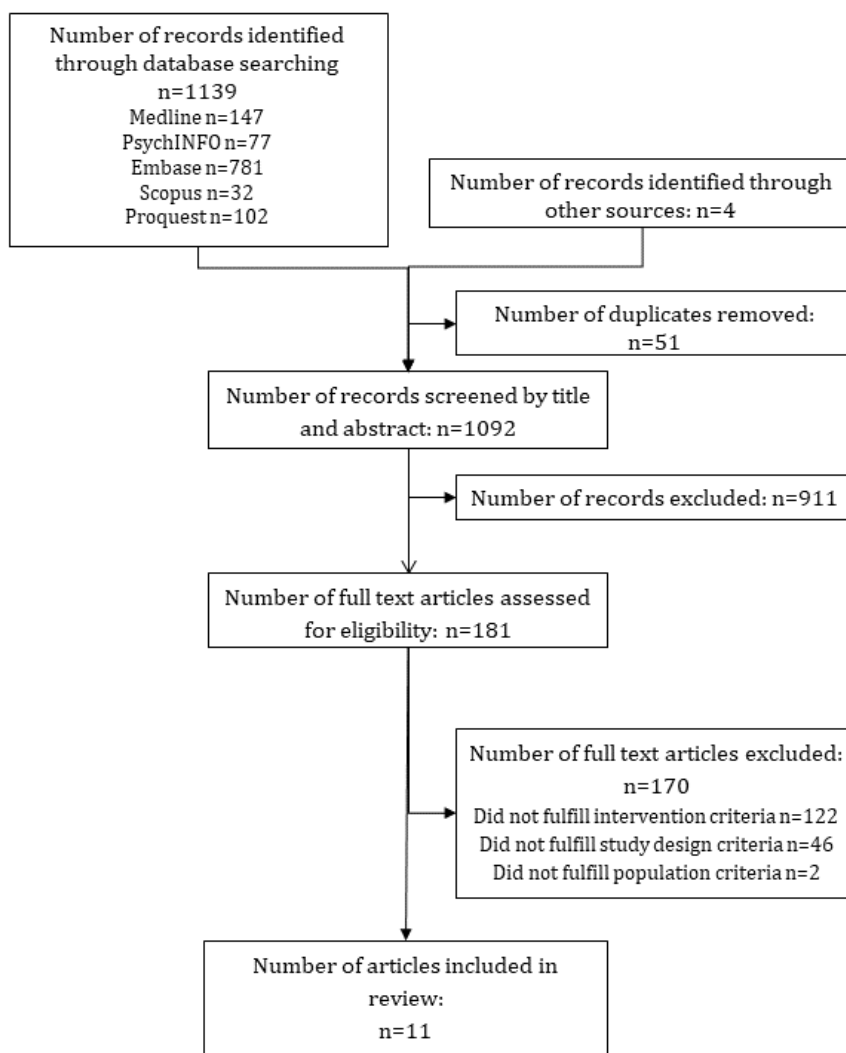 Number of records identified
through database searching
n=1139
Medline n=147
PsychINFO n=77
Embase n=781
Scopus n=32
Proquest n=102
Number of records identified through
other sources: n=4
Number of duplicates removed:
n=51
Number of records screened by title
and abstract: n=1092
Number of records excluded: n=911
Number of full text articles assessed
for eligibility: n=181
Number of full text articles excluded:
n=170
Did not fulfill intervention criteria n=122
Did not fulfill study design criteria n=46
Did not fulfill population criteria n=2
Number of articles included in
review:
n=11